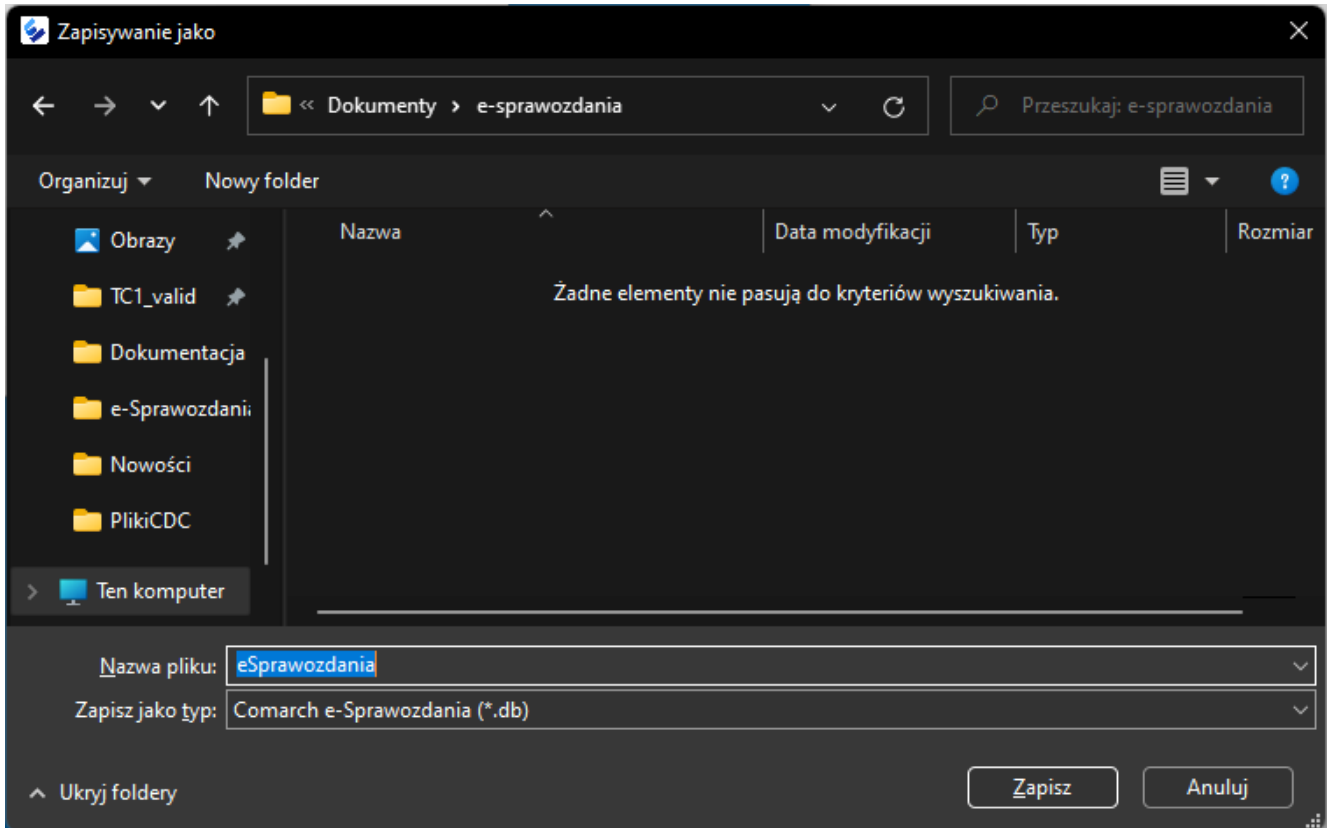 Zapisywanie jako
« Dokumenty › e-sprawozdania
Przeszukaj: e-sprawozdania
Organizuj
Nowy folder
?
Nazwa
Data modyfikacji
Typ
Rozmiar
Żadne elementy nie pasują do kryteriów wyszukiwania.
Obrazy
TC1_valid
Dokumentacja
e-Sprawozdania
Nowości
PlikiCDC
Ten komputer
Nazwa pliku: eSprawozdania
Zapisz jako typ: Comarch e-Sprawozdania (*.db)
Ukryj foldery
Zapisz
Anuluj